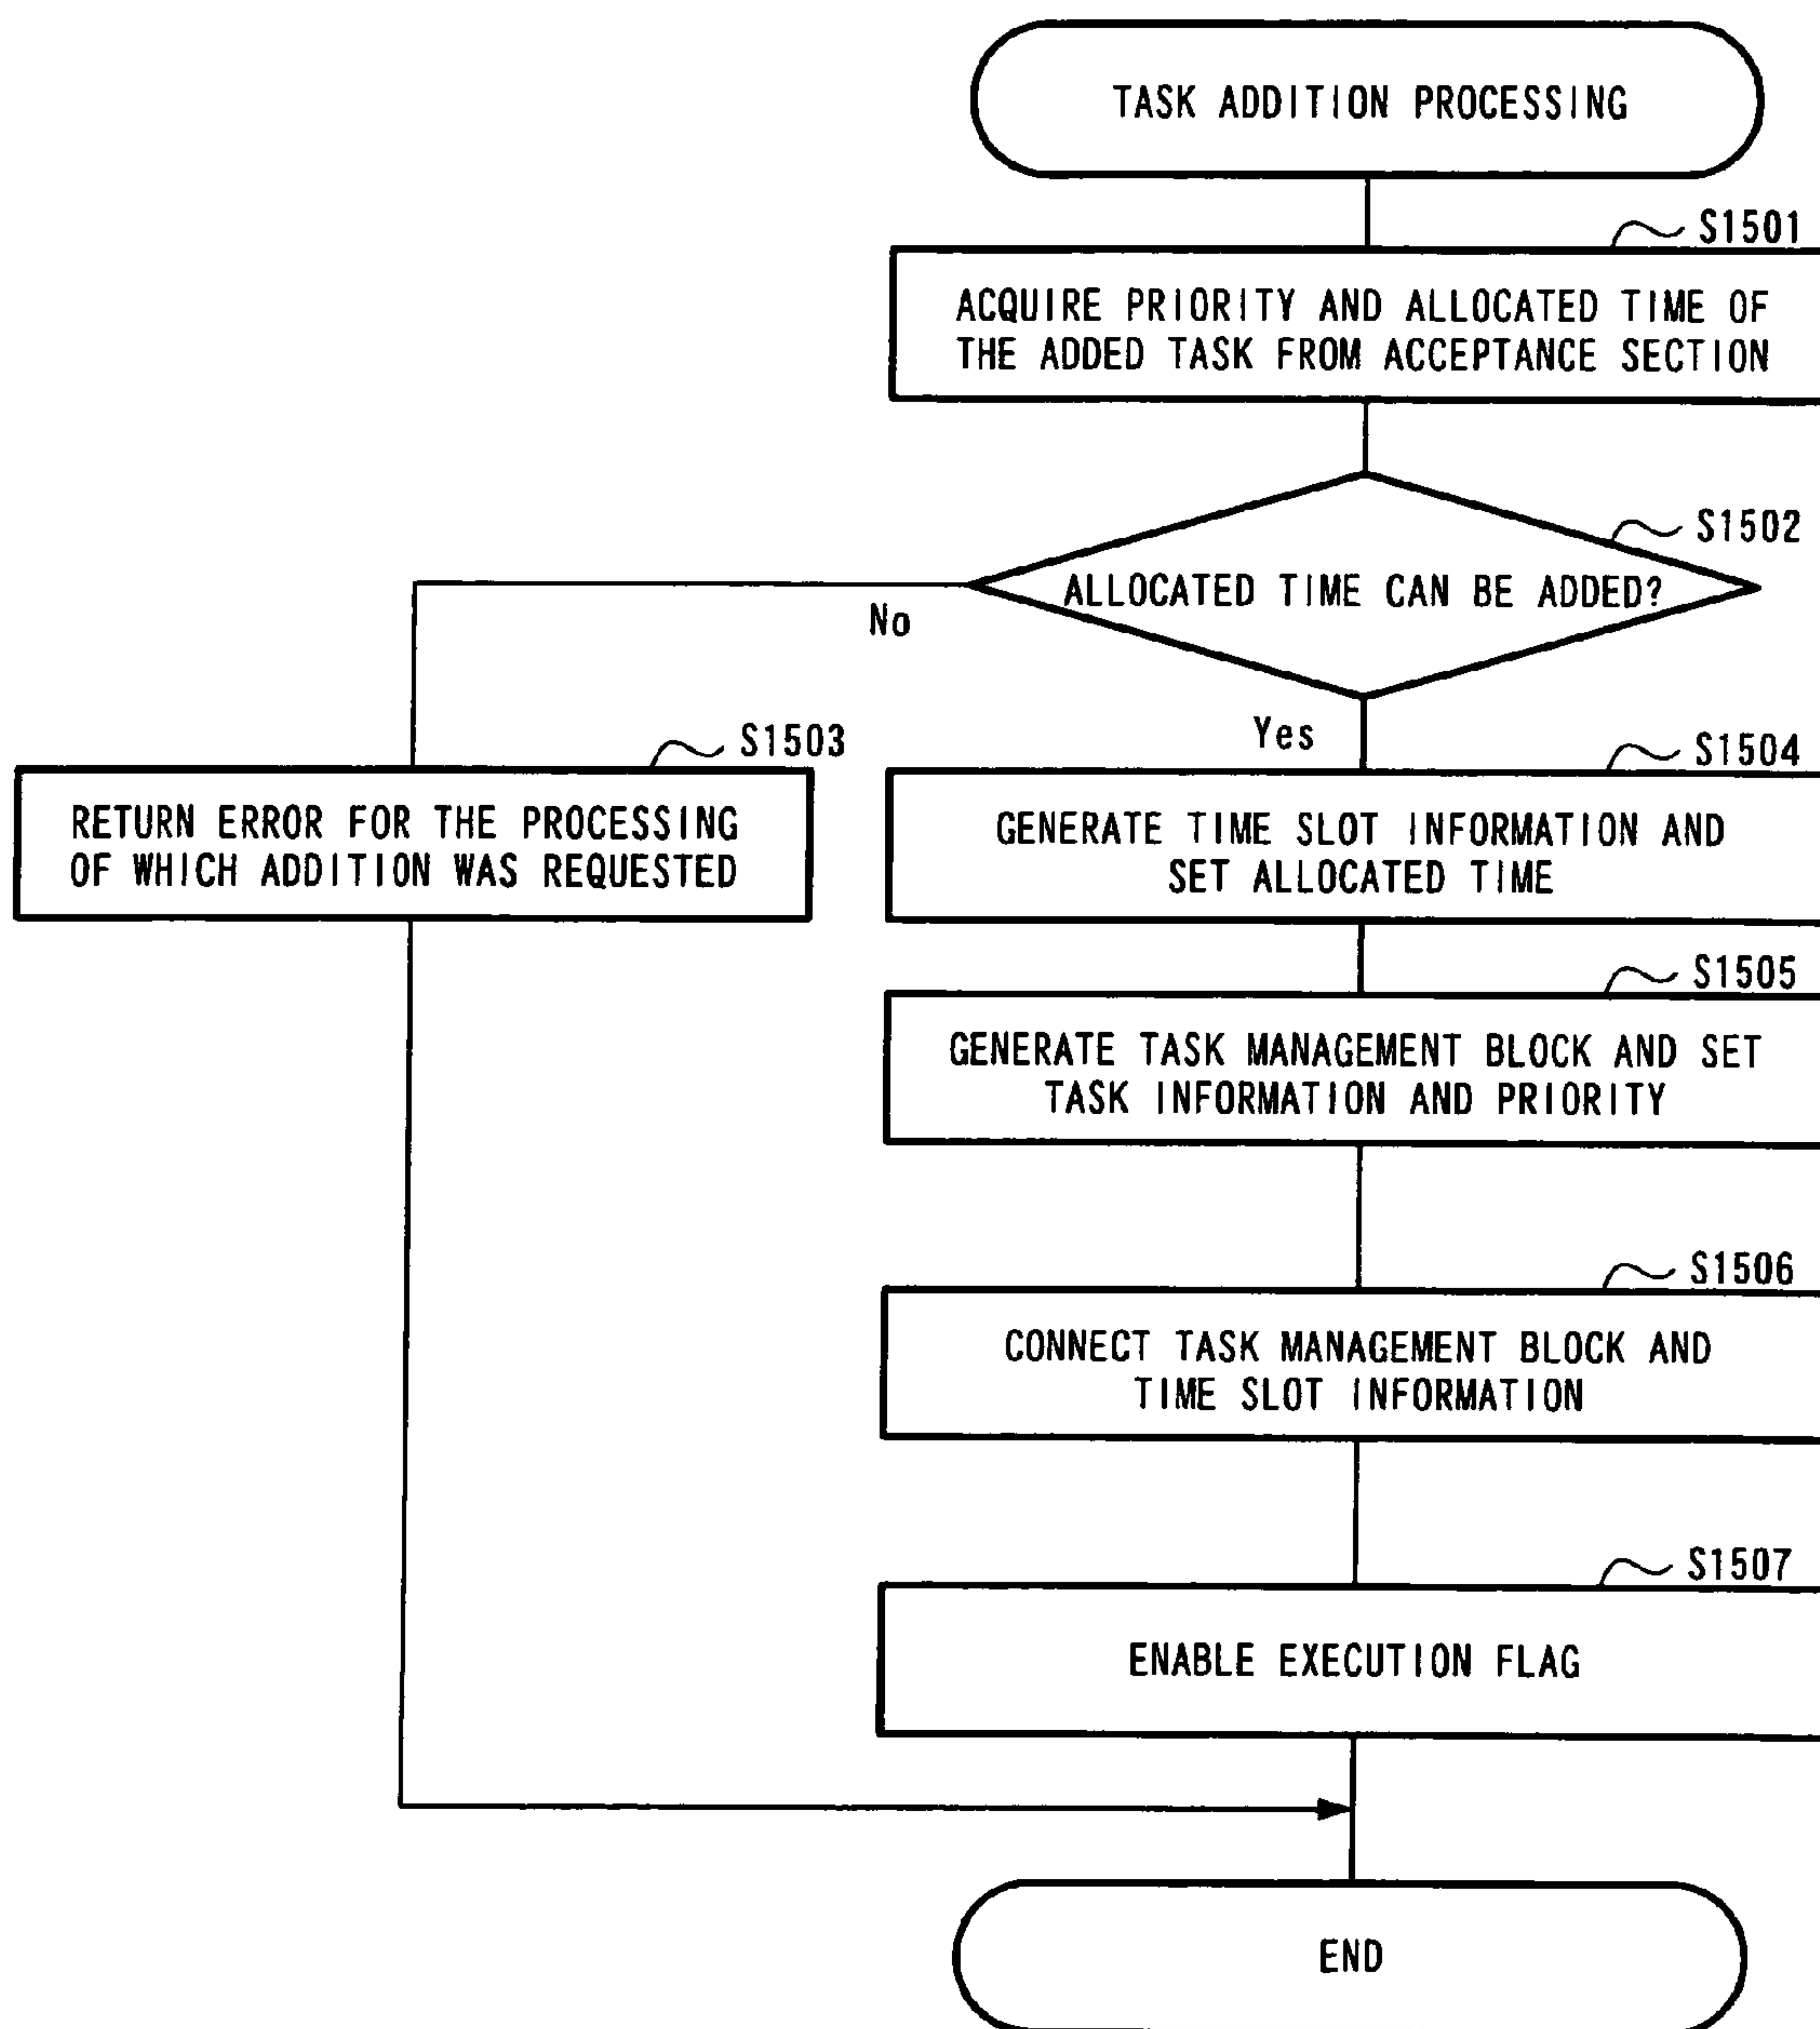 TASK ADDITION PROCESSING
S1501
ACQUIRE PRIORITY AND ALLOCATED TIME OF
THE ADDED TASK FROM ACCEPTANCE SECTION
S1502
ALLOCATED TIME CAN BE ADDED?
No
Yes
S1503
RETURN ERROR FOR THE PROCESSING
OF WHICH ADDITION WAS REQUESTED
S1504
GENERATE TIME SLOT INFORMATION AND
SET ALLOCATED TIME
S1505
GENERATE TASK MANAGEMENT BLOCK AND SET
TASK INFORMATION AND PRIORITY
S1506
CONNECT TASK MANAGEMENT BLOCK AND
TIME SLOT INFORMATION
S1507
ENABLE EXECUTION FLAG
END